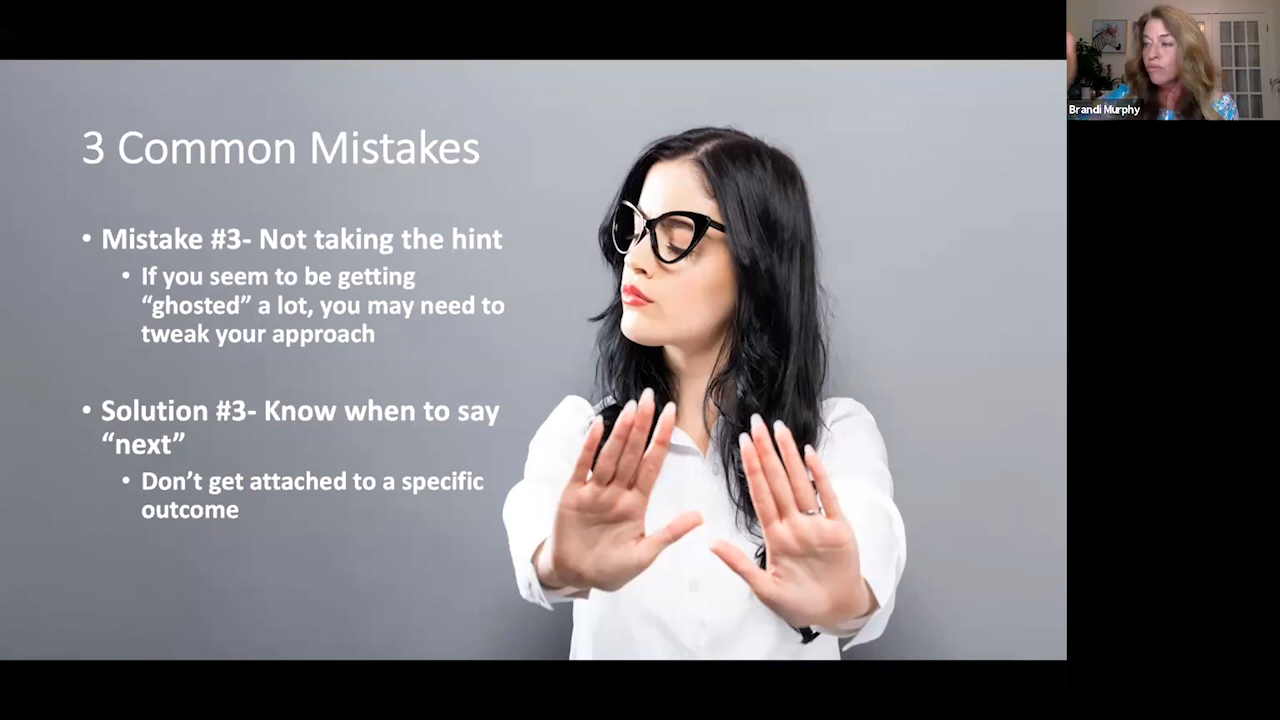 3 Common Mistakes
• Mistake #3- Not taking the hint
• If you seem to be getting
“ghosted” a lot, you may need to
tweak your approach
• Solution #3- Know when to say
“next”
• Don’t get attached to a specific
outcome
Brandi Murphy